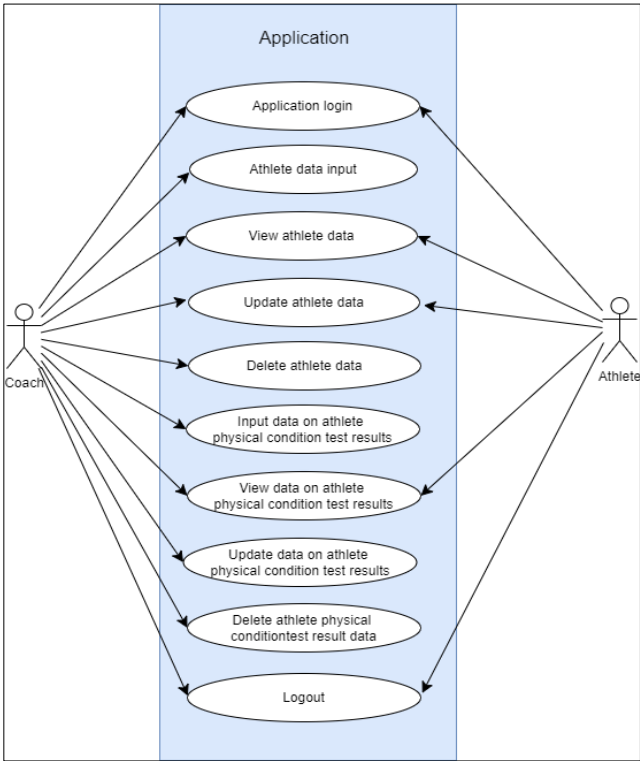 Application
Application login
Athlete data input
View athlete data
Update athlete data
Coach
Athlete
Delete athlete data
Input data on athlete
physical condition test results
View data on athlete
physical condition test results
Update data on athlete
physical condition test results
Delete athlete physical
conditiontest result data
Logout